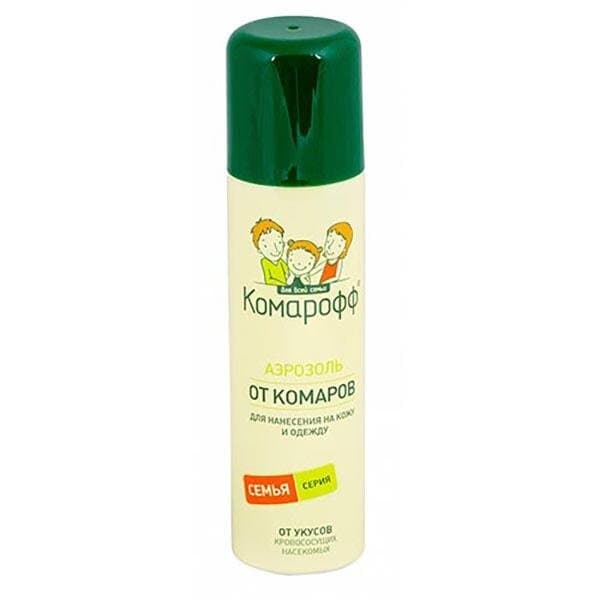 для всей семьи
Комарофф®
АЭРОЗОЛЬ
ОТ КОМАРОВ
ДЛЯ НАНЕСЕНИЯ НА КОЖУ
И ОДЕЖДУ
СЕМЬЯ СЕРИЯ
ОТ УКУСОВ
КРОВОСОСУЩИХ
НАСЕКОМЫХ